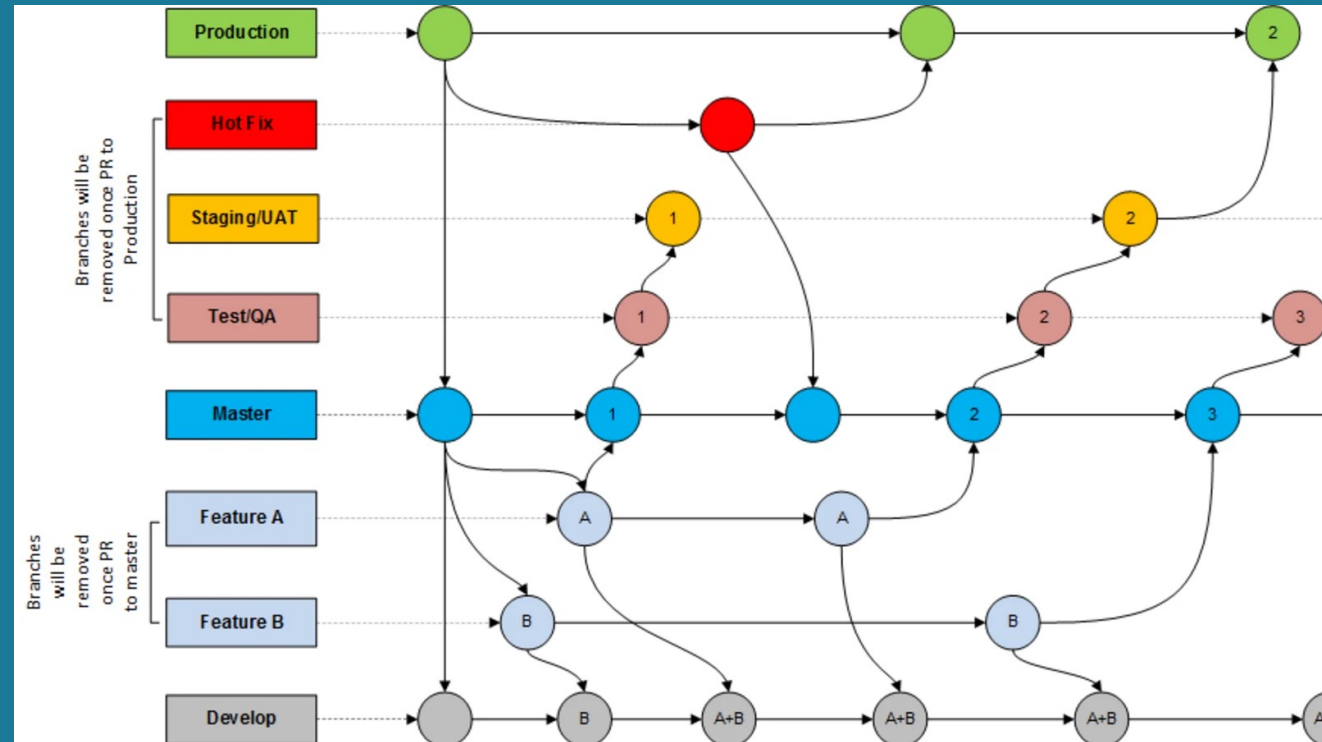 Production
2
Hot Fix
Branches will be
removed once PR to
Production
Staging/UAT
1
2
Test/QA
1
2
3
Master
1
2
3
Feature A
A
A
Branches
will be
removed
once PR
to master
Feature B
B
B
Develop
B
A+B
A+B
A+B
A